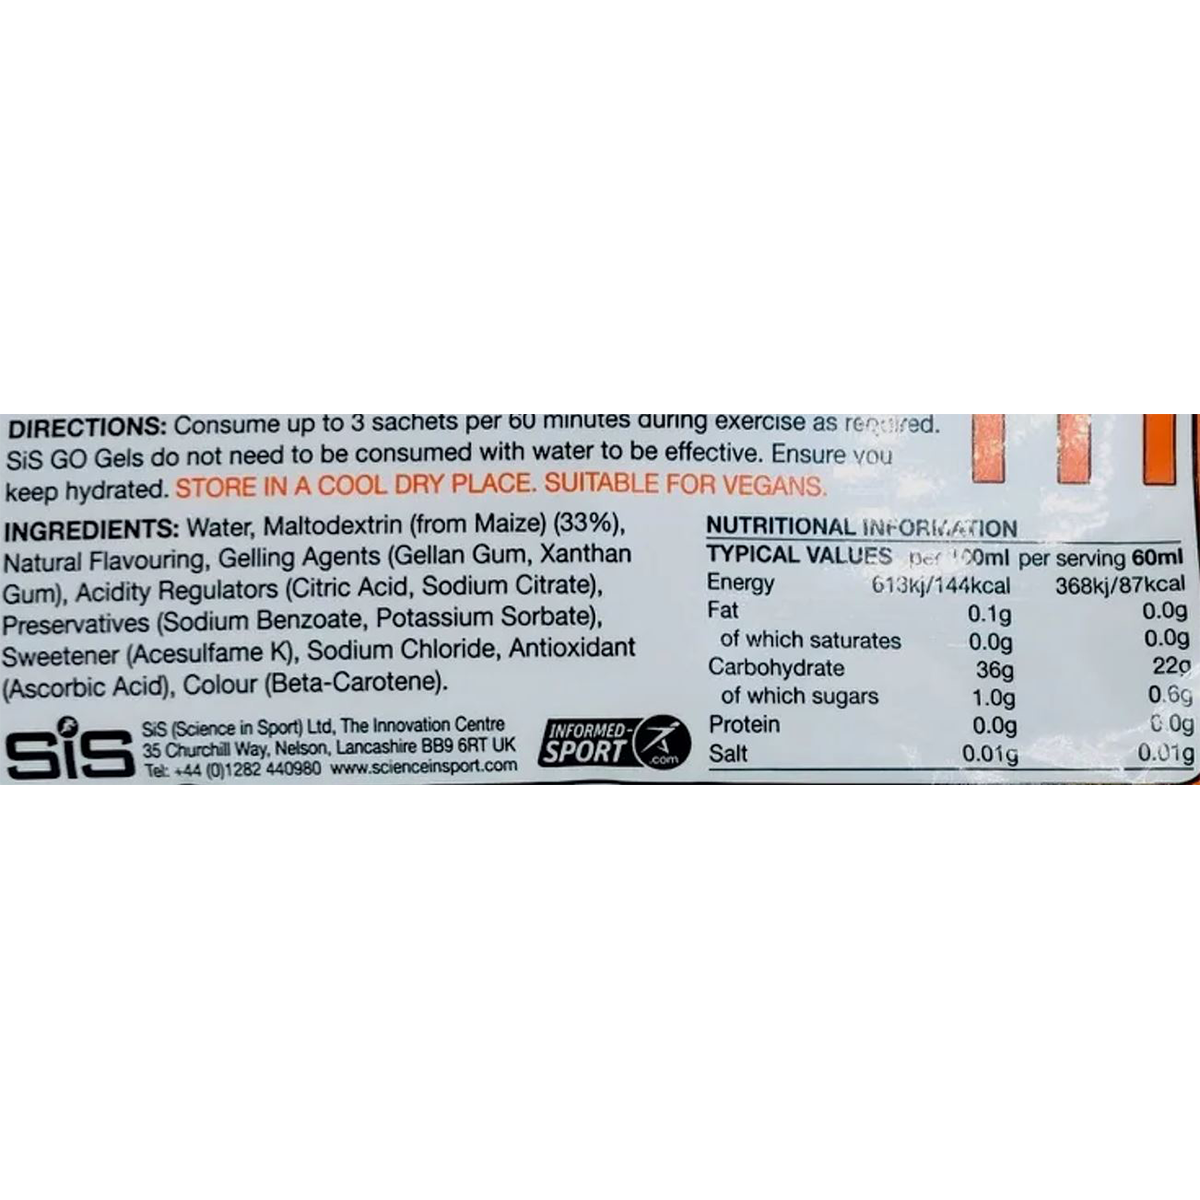 DIRECTIONS: Consume up to 3 sachets per 60 minutes during exercise as required.
SiS GO Gels do not need to be consumed with water to be effective. Ensure you
keep hydrated. STORE IN A COOL DRY PLACE. SUITABLE FOR VEGANS.
INGREDIENTS: Water, Maltodextrin (from Maize) (33%),
Natural Flavouring, Gelling Agents (Gellan Gum, Xanthan
Gum), Acidity Regulators (Citric Acid, Sodium Citrate),
Preservatives (Sodium Benzoate, Potassium Sorbate),
Sweetener (Acesulfame K), Sodium Chloride, Antioxidant
(Ascorbic Acid), Colour (Beta-Carotene).
SiS
SiS (Science in Sport) Ltd, The Innovation Centre
35 Churchill Way, Nelson, Lancashire BB9 6RT UK
Tel: +44 (0)1282 440980 www.scienceinsport.com
INFORMED-
SPORT
.com
NUTRITIONAL INFORMATION
TYPICAL VALUES per 100ml per serving 60ml
Energy 613kj/144kcal 368kj/87kcal
Fat 0.1g 0.0g
of which saturates 0.0g 0.0g
Carbohydrate 36g 22g
of which sugars 1.0g 0.6g
Protein 0.0g 0.0g
Salt 0.01g 0.01g